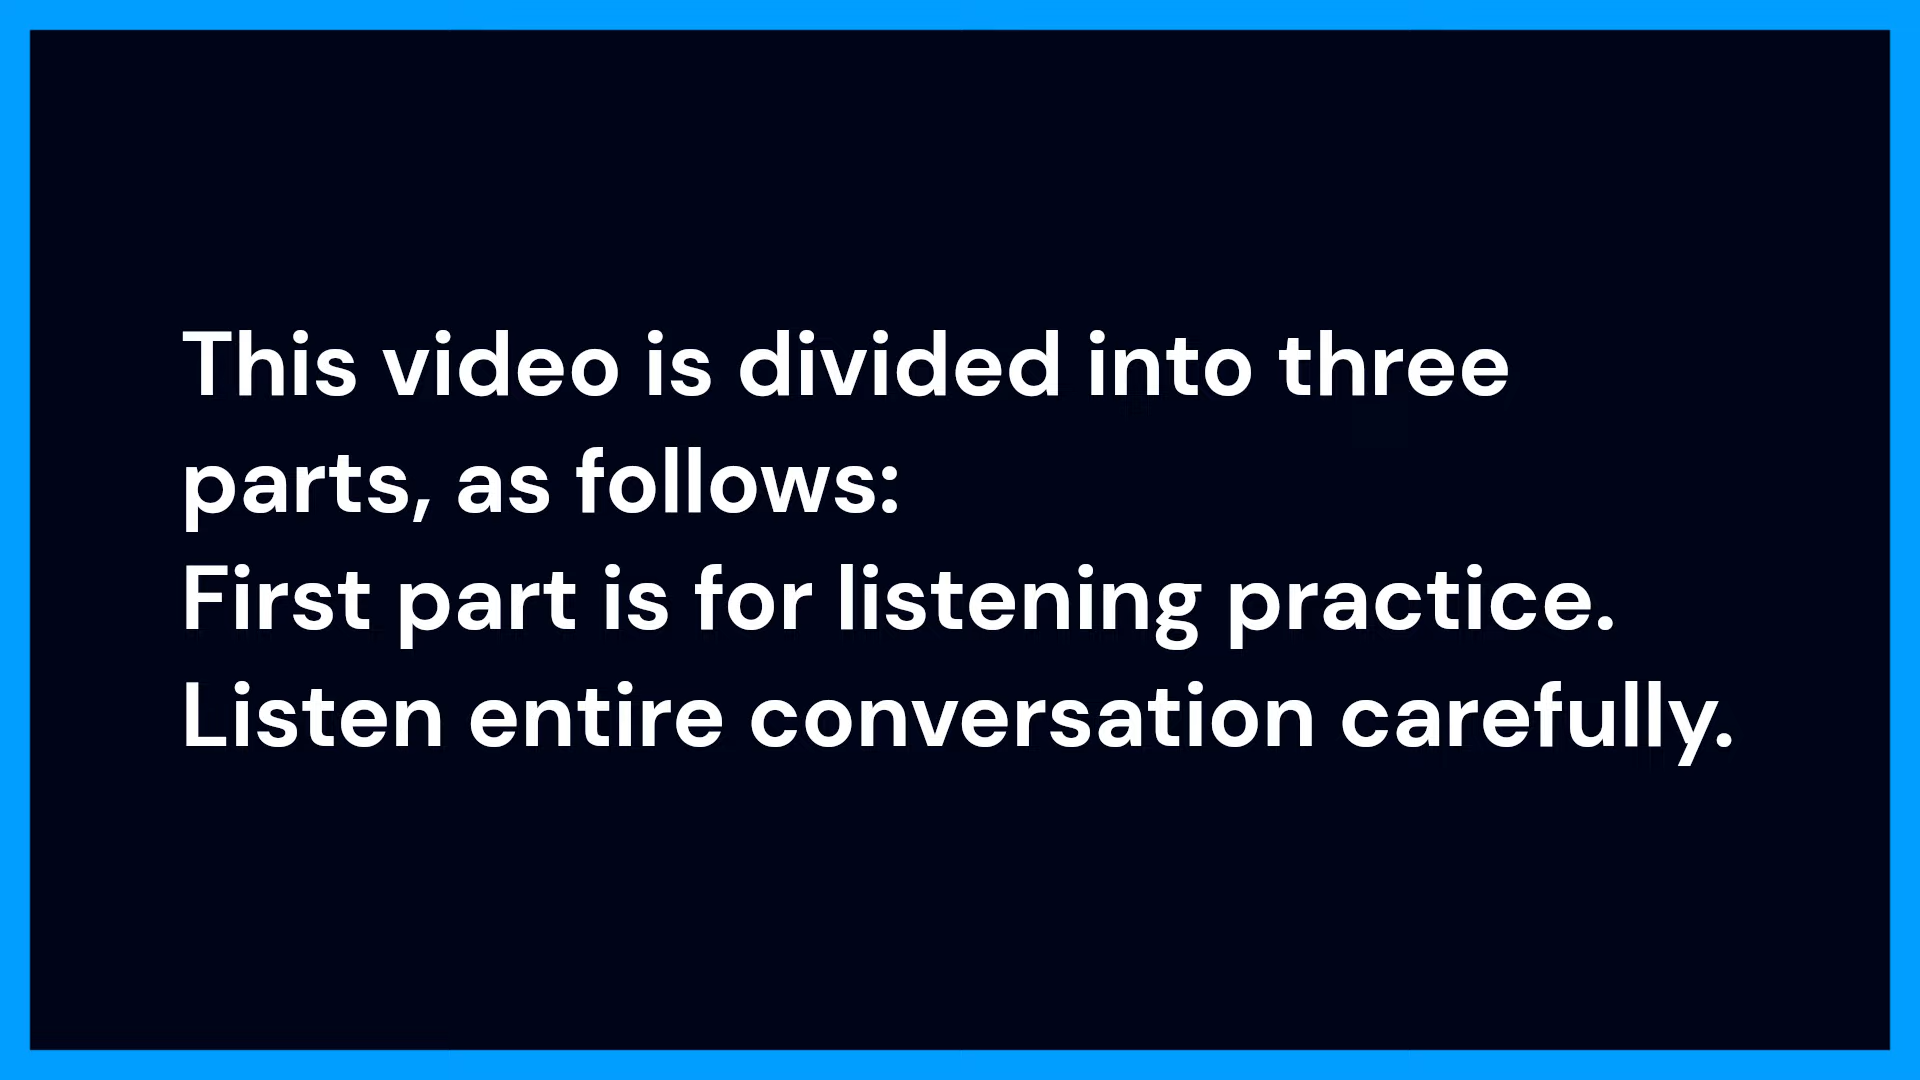 This video is divided into three
parts, as follows:
First part is for listening practice.
Listen entire conversation carefully.